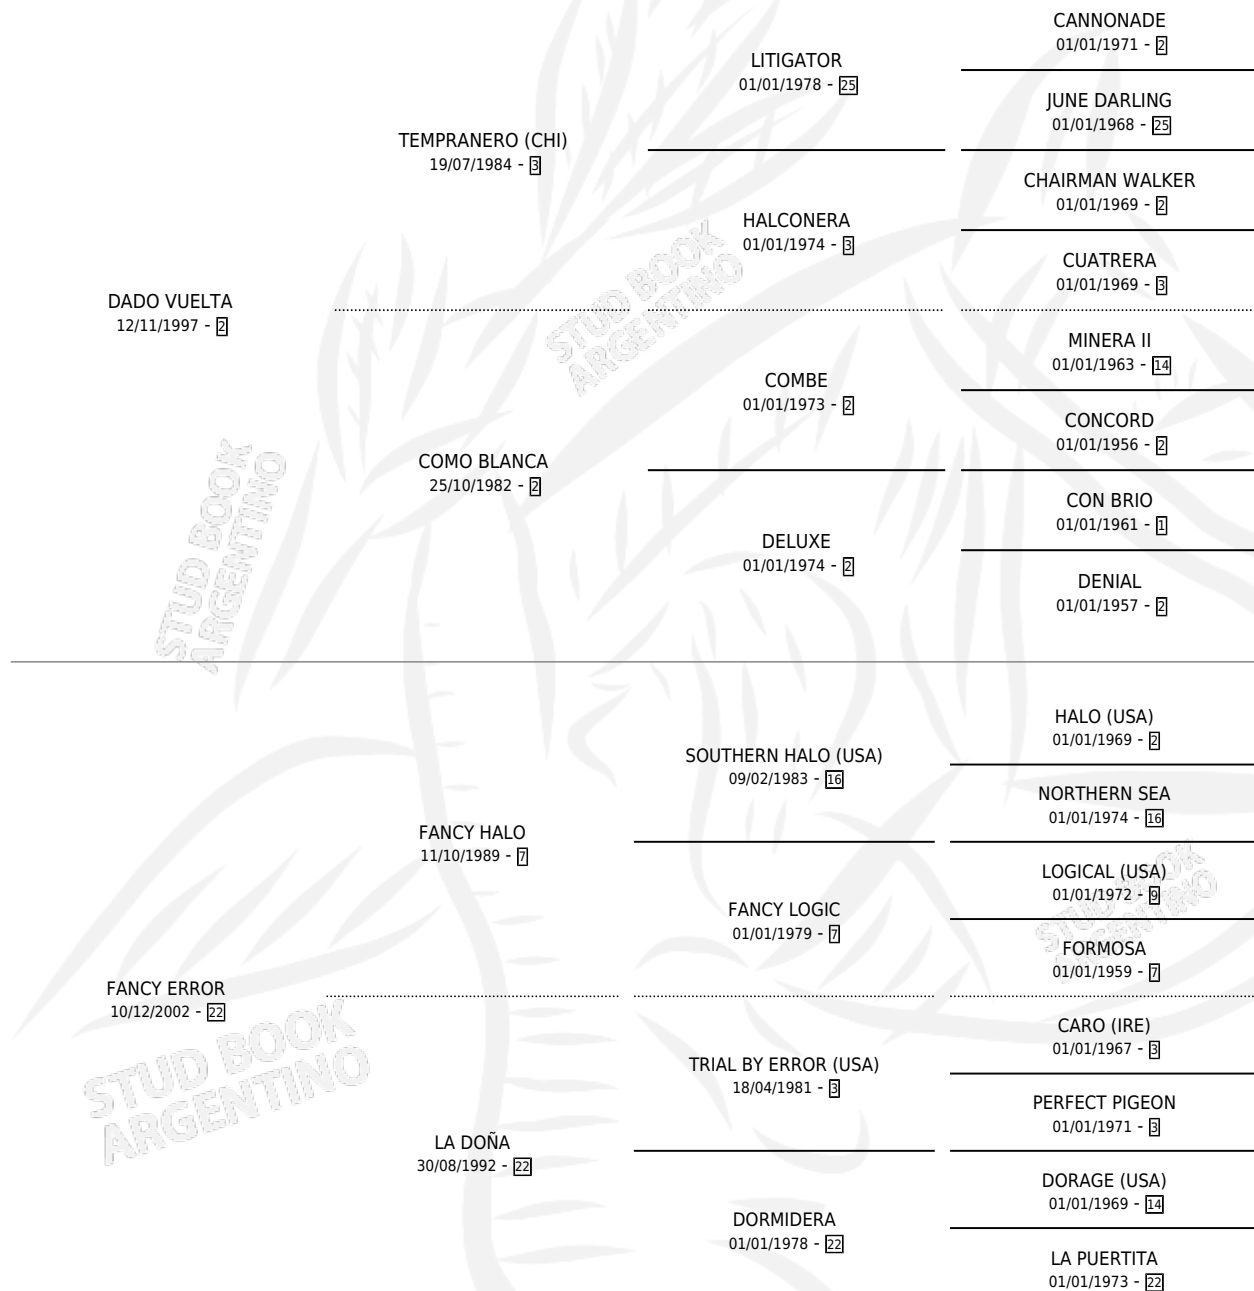 CANNONADE
01/01/1971 - 2
LITIGATOR
01/01/1978 - 25
JUNE DARLING
01/01/1968 - 25
TEMPRANERO (CHI)
19/07/1984 - 3
CHAIRMAN WALKER
01/01/1969 - 2
HALCONERA
01/01/1974 - 3
CUATRERA
01/01/1969 - 3
DADO VUELTA
12/11/1997 - 2
MINERA II
01/01/1963 - 14
COMBE
01/01/1973 - 2
CONCORD
01/01/1956 - 2
COMO BLANCA
25/10/1982 - 2
CON BRIO
01/01/1961 - 1
DELUXE
01/01/1974 - 2
DENIAL
01/01/1957 - 2
HALO (USA)
01/01/1969 - 2
SOUTHERN HALO (USA)
09/02/1983 - 16
NORTHERN SEA
01/01/1974 - 16
FANCY HALO
11/10/1989 - 7
LOGICAL (USA)
01/01/1972 - 9
FANCY LOGIC
01/01/1979 - 7
FORMOSA
01/01/1959 - 7
FANCY ERROR
10/12/2002 - 22
CARO (IRE)
01/01/1967 - 3
TRIAL BY ERROR (USA)
18/04/1981 - 3
PERFECT PIGEON
01/01/1971 - 3
LA DOÑA
30/08/1992 - 22
DORAGE (USA)
01/01/1969 - 14
DORMIDERA
01/01/1978 - 22
LA PUERTITA
01/01/1973 - 22
STUD BOOK
ARGENTINO
STUD BOOK
ARGENTINO
STUD BOOK
ARGENTINO
STUD BOOK
ARGENTINO